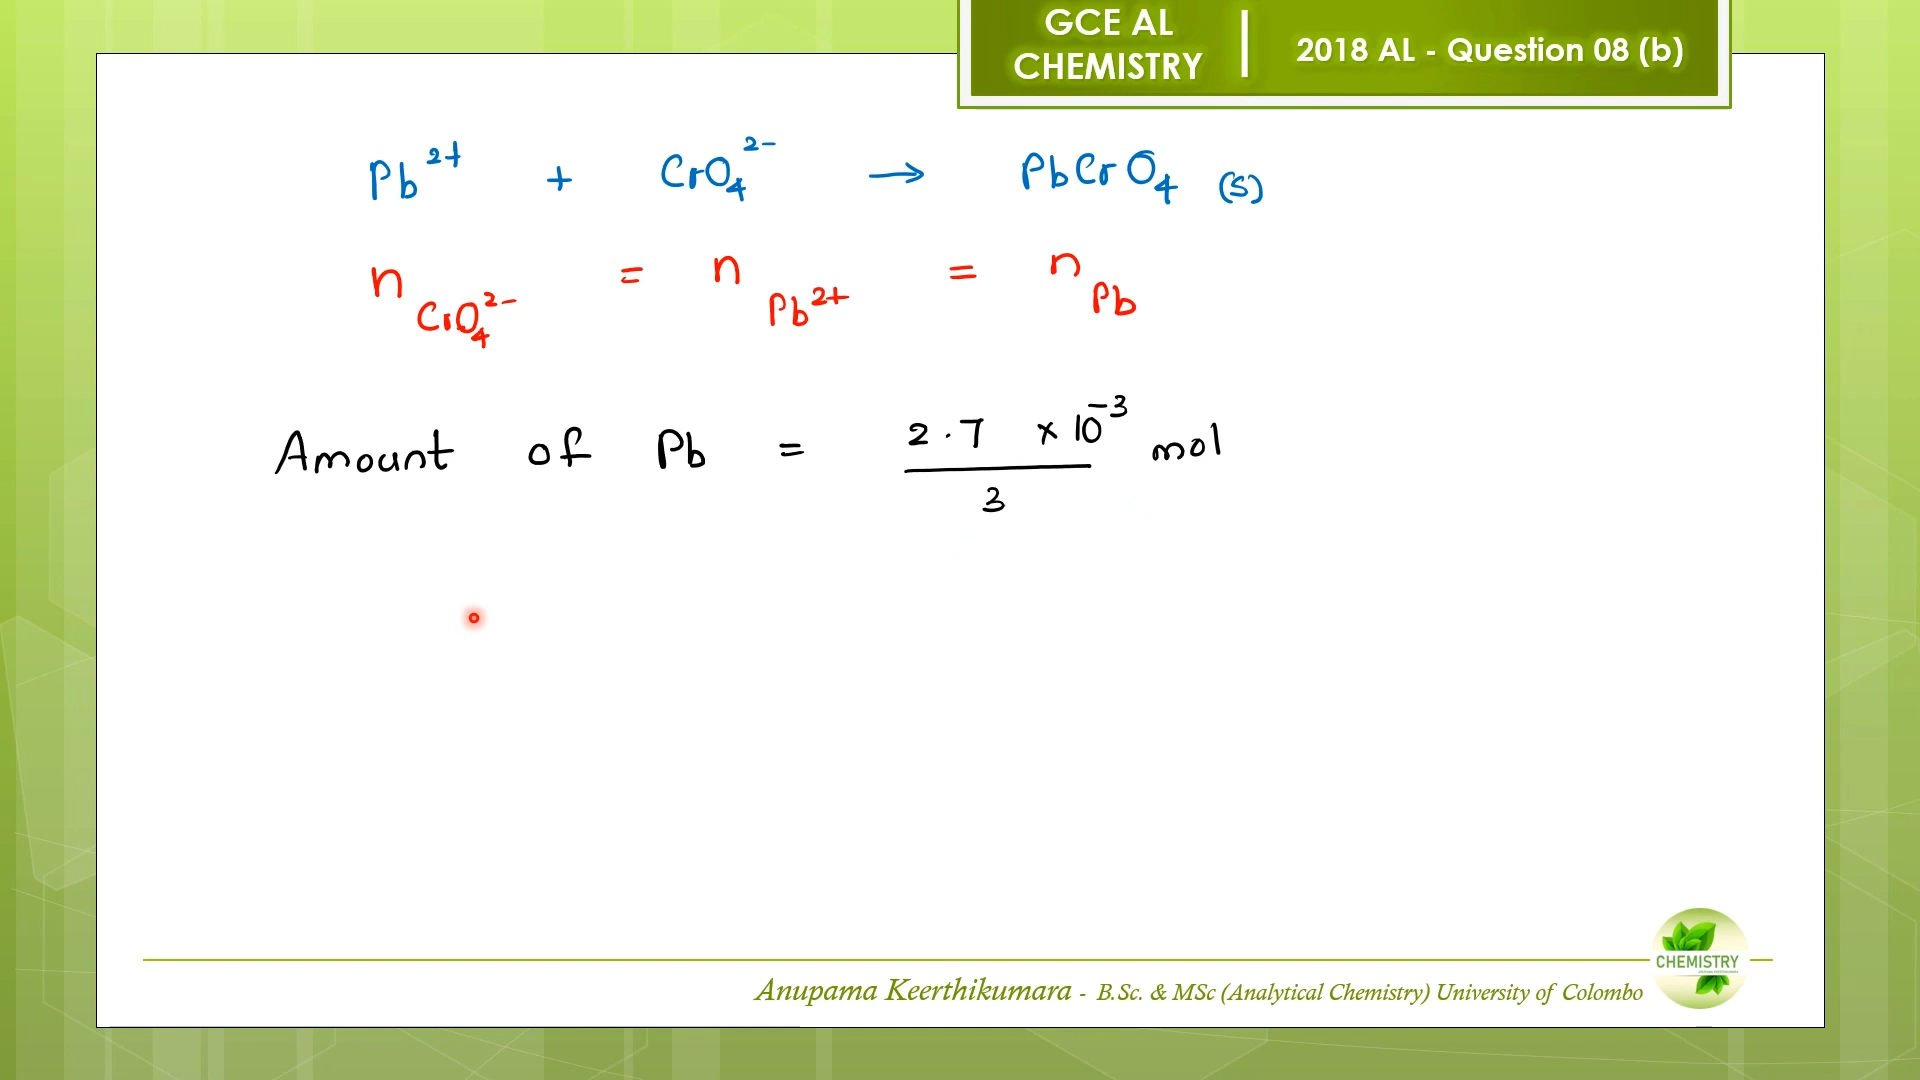 GCE AL
CHEMISTRY
2018 AL - Question 08 (b)
Pb²⁺ + CrO₄²⁻ → PbCrO₄ (s)
n CrO₄²⁻ = n Pb²⁺ = n Pb
Amount of Pb = 2.7 × 10⁻³ / 3 mol
CHEMISTRY
Anupama Keerthikumara - B.Sc. & MSc (Analytical Chemistry) University of Colombo